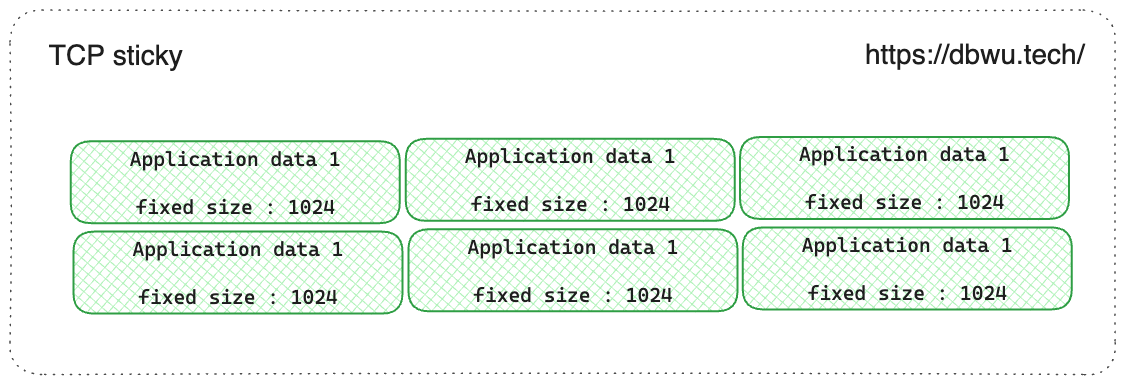 TCP sticky
https://dbwu.tech/
Application data 1
fixed size : 1024
Application data 1
fixed size : 1024
Application data 1
fixed size : 1024
Application data 1
fixed size : 1024
Application data 1
fixed size : 1024
Application data 1
fixed size : 1024